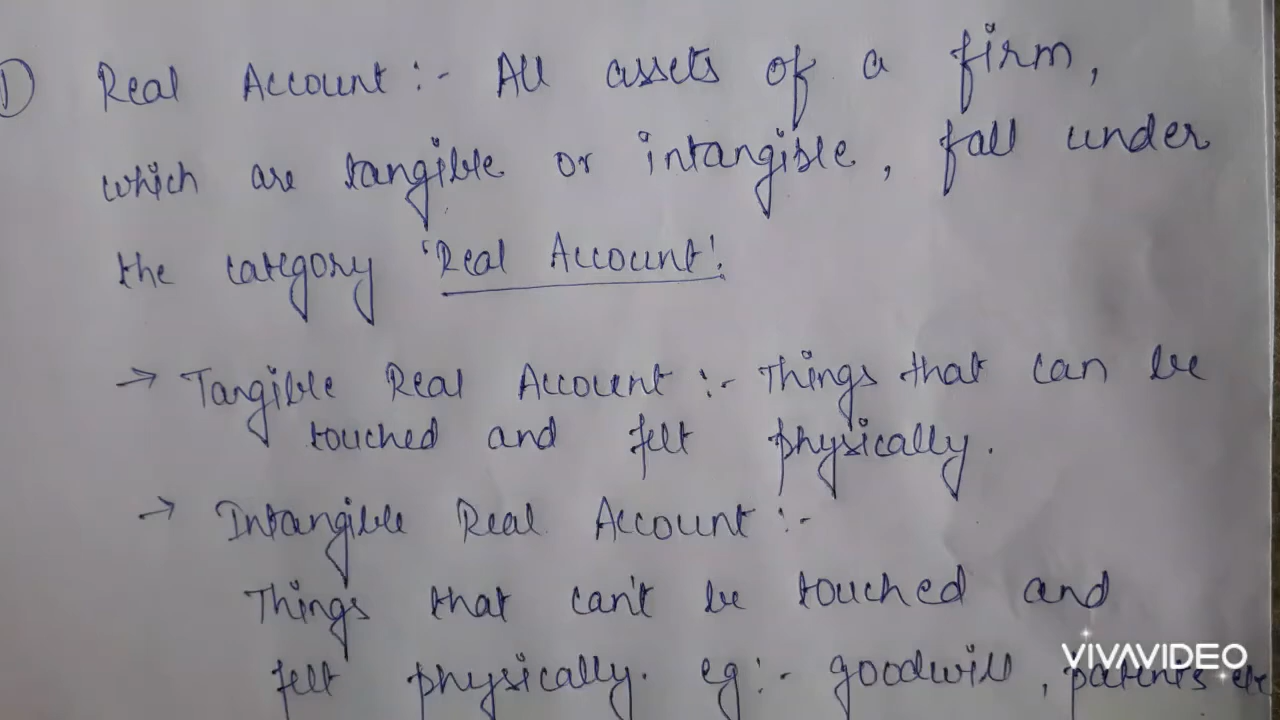 ① Real Account :- All assets of a firm,
which are tangible or intangible, fall under
the category 'Real Account'.
→ Tangible Real Account :- Things that can be
touched and felt physically.
→ Intangible Real Account :-
Things that can't be touched and
felt physically. eg:- goodwill, patents etc
VIVAVIDEO